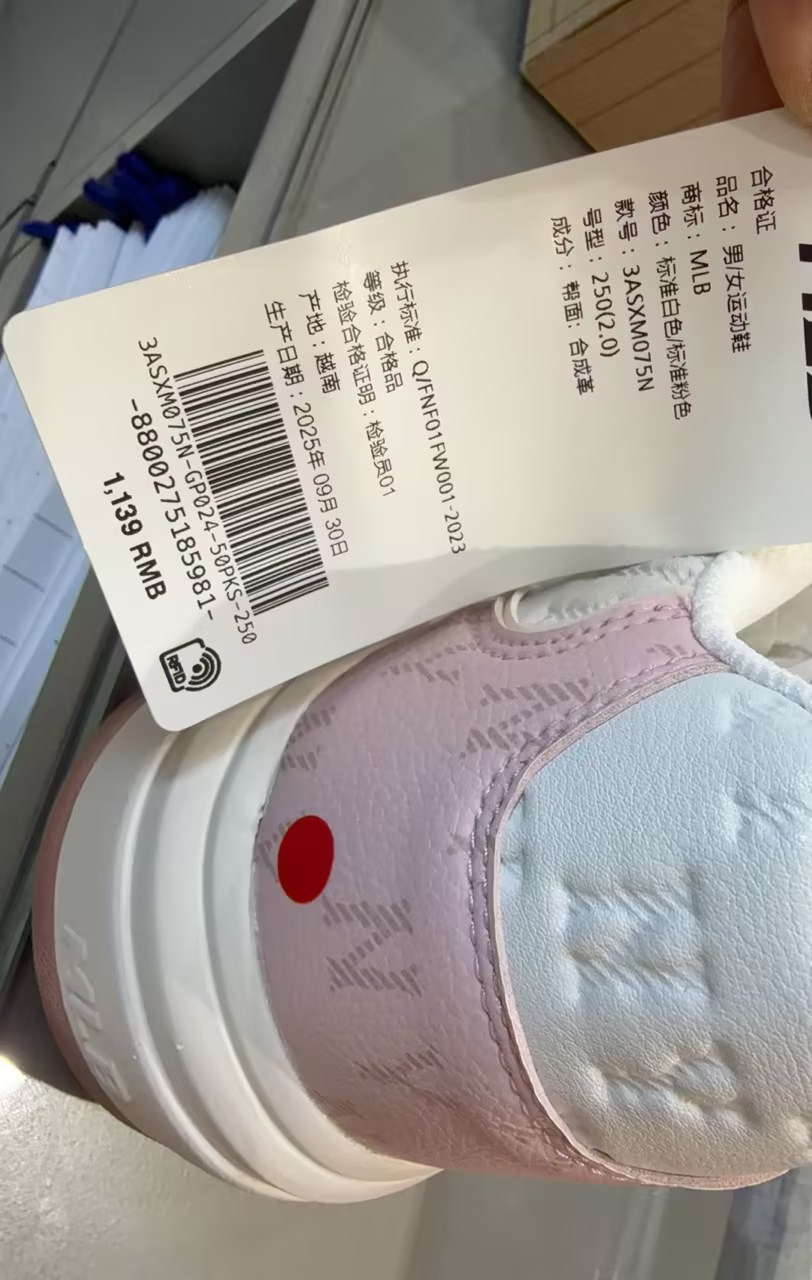 合格证
品名：男/女运动鞋
商标：MLB
颜色：标准白色/标准粉色
款号：3ASXM075N
号型：250(2.0)
成分： 帮面: 合成革
执行标准：Q/FNF01FW001-2023
等级：合格品
检验合格证明：检验员01
产地：越南
生产日期：2025年 09月 30日
3ASXM075N-GP024-50PKS-250
-8800275185981-
1,139 RMB
RFID
MLB